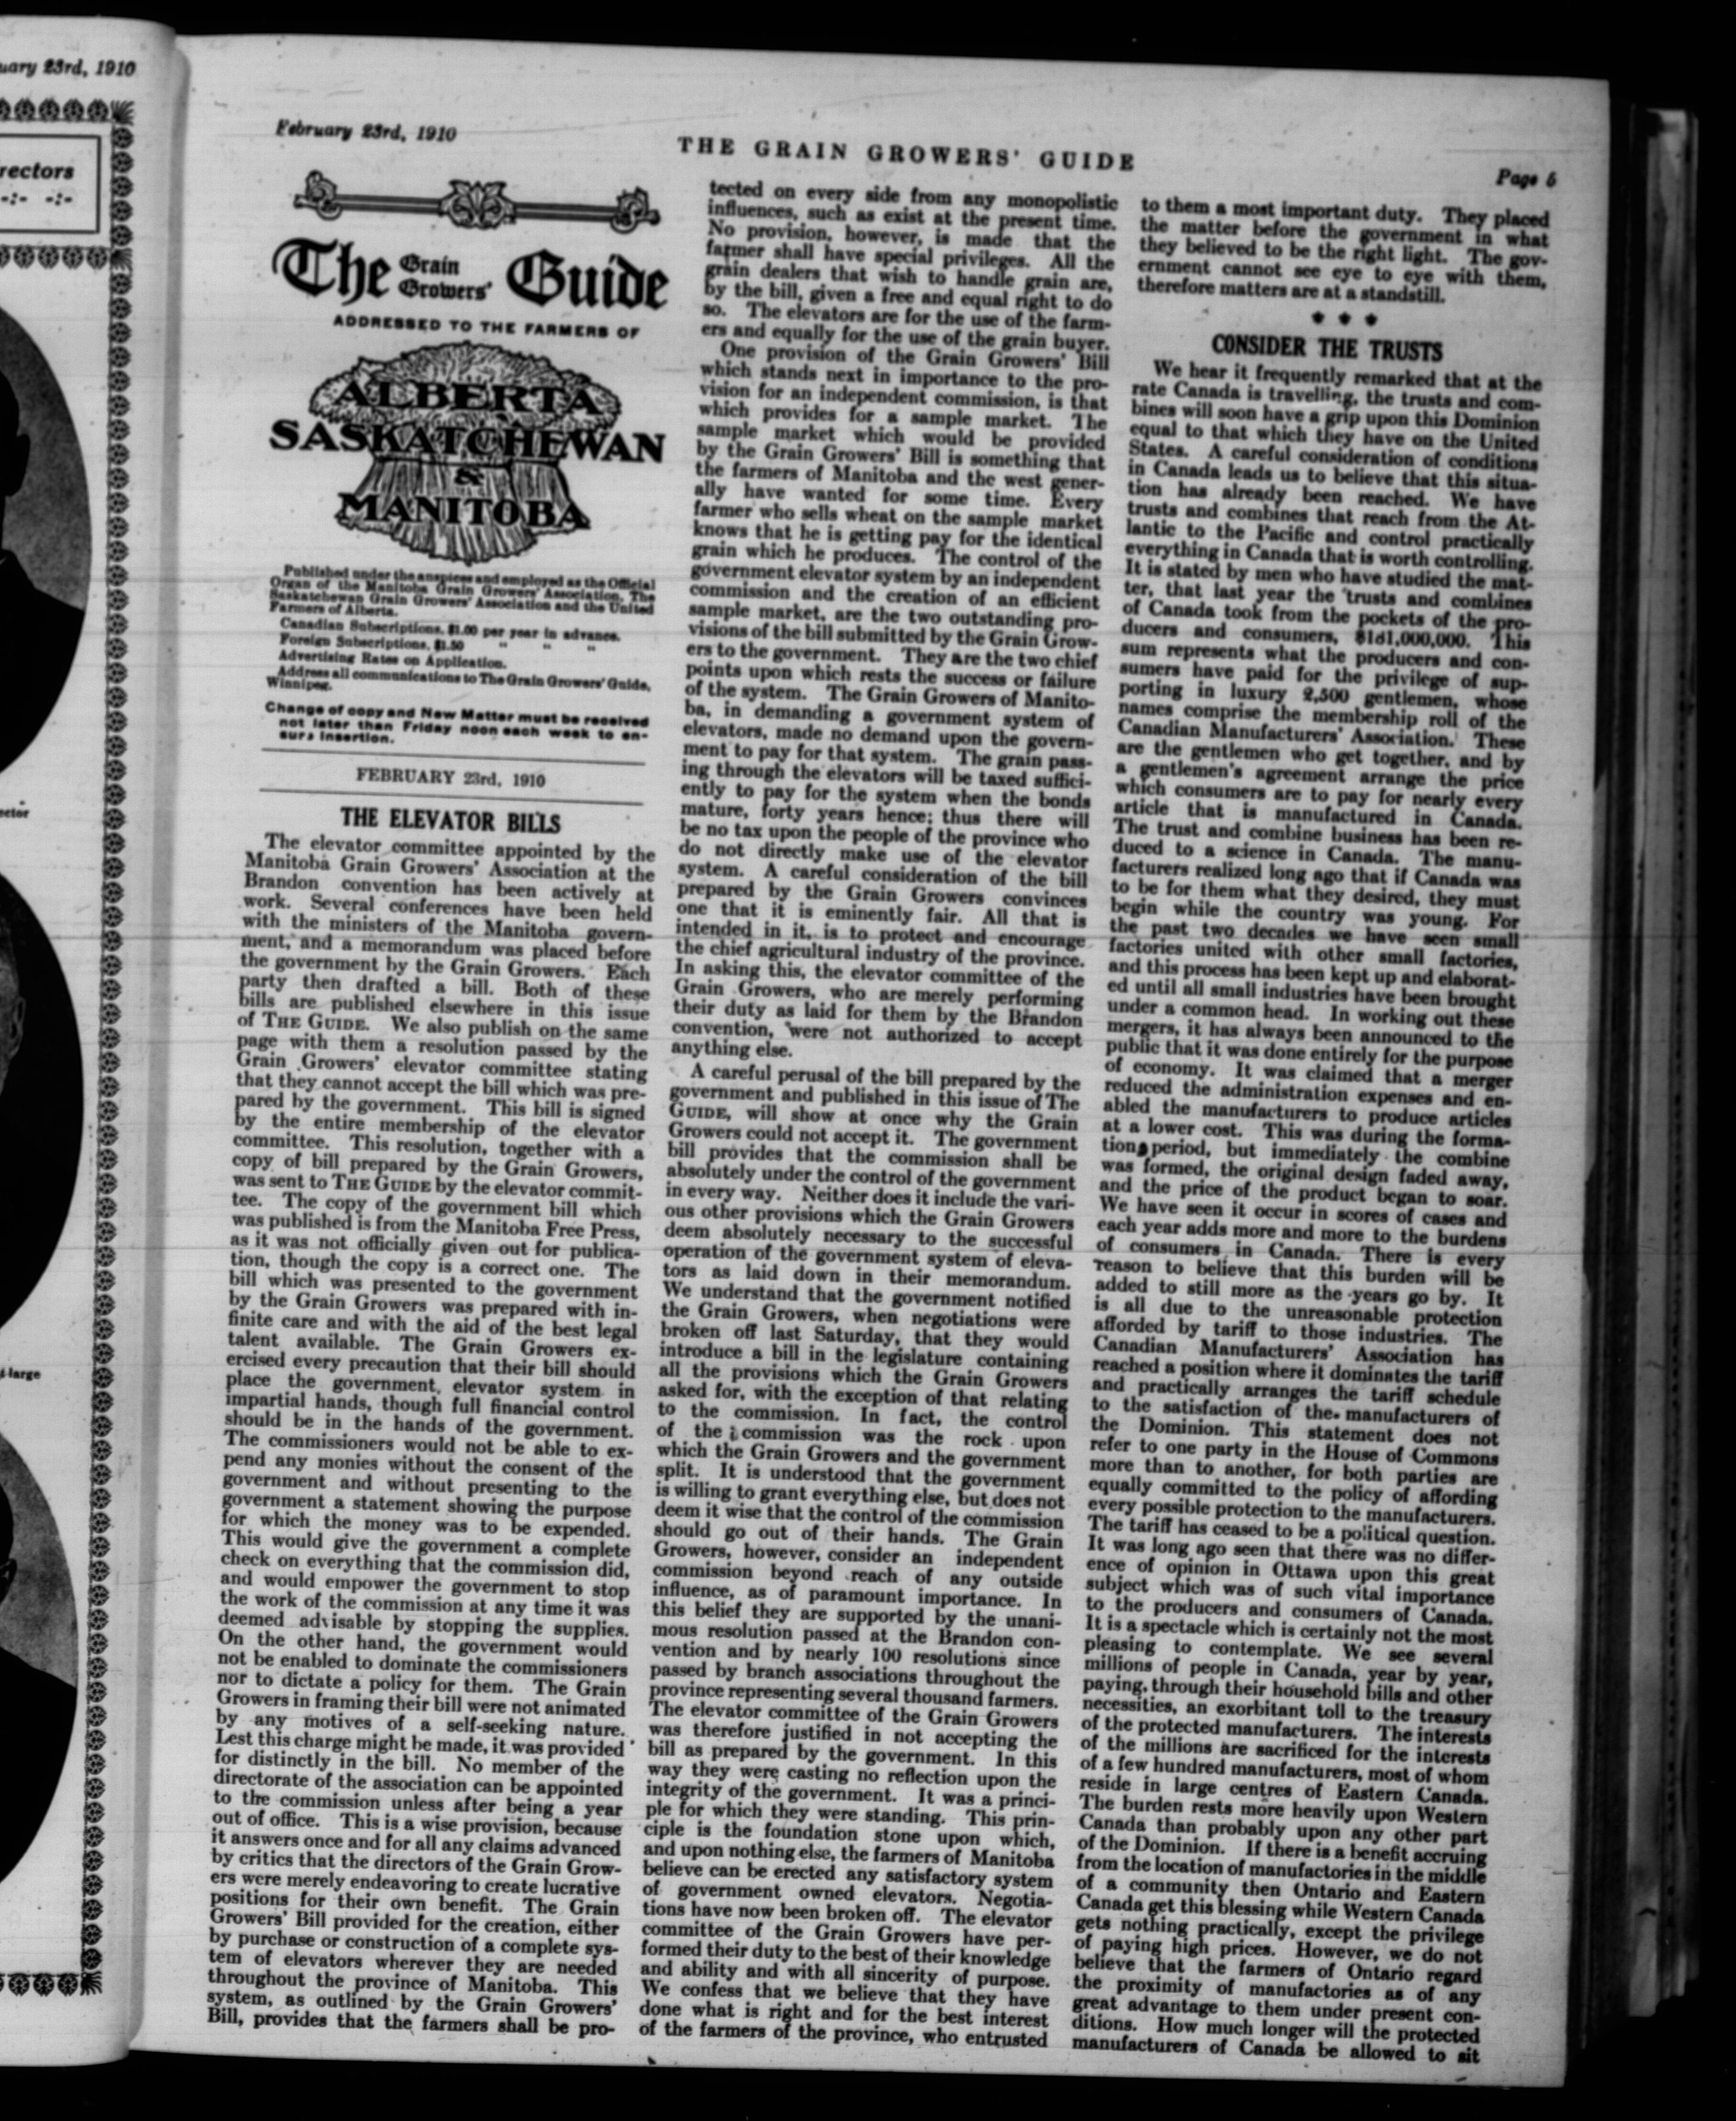 uary 23rd, 1910
rectors
-:- -:-
ector
t large
February 23rd, 1910
THE GRAIN GROWERS' GUIDE
Page 5
The Grain Growers' Guide
ADDRESSED TO THE FARMERS OF
ALBERTA
SASKATCHEWAN
&
MANITOBA
Published under the auspices and employed as the Official
Organ of the Manitoba Grain Growers' Association, The
Saskatchewan Grain Growers' Association and the United
Farmers of Alberta.
Canadian Subscriptions, $1.00 per year in advance.
Foreign Subscriptions, $1.50 " " "
Advertising Rates on Application.
Address all communications to The Grain Growers' Guide,
Winnipeg.
Change of copy and New Matter must be received
not later than Friday noon each week to en-
sure insertion.
FEBRUARY 23rd, 1910
THE ELEVATOR BILLS
The elevator committee appointed by the
Manitoba Grain Growers' Association at the
Brandon convention has been actively at
work. Several conferences have been held
with the ministers of the Manitoba govern-
ment, and a memorandum was placed before
the government by the Grain Growers. Each
party then drafted a bill. Both of these
bills are published elsewhere in this issue
of THE GUIDE. We also publish on the same
page with them a resolution passed by the
Grain Growers' elevator committee stating
that they cannot accept the bill which was pre-
pared by the government. This bill is signed
by the entire membership of the elevator
committee. This resolution, together with a
copy of bill prepared by the Grain Growers,
was sent to THE GUIDE by the elevator commit-
tee. The copy of the government bill which
was published is from the Manitoba Free Press,
as it was not officially given out for publica-
tion, though the copy is a correct one. The
bill which was presented to the government
by the Grain Growers was prepared with in-
finite care and with the aid of the best legal
talent available. The Grain Growers ex-
ercised every precaution that their bill should
place the government elevator system in
impartial hands, though full financial control
should be in the hands of the government.
The commissioners would not be able to ex-
pend any monies without the consent of the
government and without presenting to the
government a statement showing the purpose
for which the money was to be expended.
This would give the government a complete
check on everything that the commission did,
and would empower the government to stop
the work of the commission at any time it was
deemed advisable by stopping the supplies.
On the other hand, the government would
not be enabled to dominate the commissioners
nor to dictate a policy for them. The Grain
Growers in framing their bill were not animated
by any motives of a self-seeking nature.
Lest this charge might be made, it was provided
for distinctly in the bill. No member of the
directorate of the association can be appointed
to the commission unless after being a year
out of office. This is a wise provision, because
it answers once and for all any claims advanced
by critics that the directors of the Grain Grow-
ers were merely endeavoring to create lucrative
positions for their own benefit. The Grain
Growers' Bill provided for the creation, either
by purchase or construction of a complete sys-
tem of elevators wherever they are needed
throughout the province of Manitoba. This
system, as outlined by the Grain Growers'
Bill, provides that the farmers shall be pro-
tected on every side from any monopolistic
influences, such as exist at the present time.
No provision, however, is made that the
farmer shall have special privileges. All the
grain dealers that wish to handle grain are,
by the bill, given a free and equal right to do
so. The elevators are for the use of the farm-
ers and equally for the use of the grain buyer.
One provision of the Grain Growers' Bill
which stands next in importance to the pro-
vision for an independent commission, is that
which provides for a sample market. The
sample market which would be provided
by the Grain Growers' Bill is something that
the farmers of Manitoba and the west gener-
ally have wanted for some time. Every
farmer who sells wheat on the sample market
knows that he is getting pay for the identical
grain which he produces. The control of the
government elevator system by an independent
commission and the creation of an efficient
sample market, are the two outstanding pro-
visions of the bill submitted by the Grain Grow-
ers to the government. They are the two chief
points upon which rests the success or failure
of the system. The Grain Growers of Manito-
ba, in demanding a government system of
elevators, made no demand upon the govern-
ment to pay for that system. The grain pass-
ing through the elevators will be taxed suffici-
ently to pay for the system when the bonds
mature, forty years hence; thus there will
be no tax upon the people of the province who
do not directly make use of the elevator
system. A careful consideration of the bill
prepared by the Grain Growers convinces
one that it is eminently fair. All that is
intended in it, is to protect and encourage
the chief agricultural industry of the province.
In asking this, the elevator committee of the
Grain Growers, who are merely performing
their duty as laid for them by the Brandon
convention, were not authorized to accept
anything else.
A careful perusal of the bill prepared by the
government and published in this issue of The
GUIDE, will show at once why the Grain
Growers could not accept it. The government
bill provides that the commission shall be
absolutely under the control of the government
in every way. Neither does it include the vari-
ous other provisions which the Grain Growers
deem absolutely necessary to the successful
operation of the government system of eleva-
tors as laid down in their memorandum.
We understand that the government notified
the Grain Growers, when negotiations were
broken off last Saturday, that they would
introduce a bill in the legislature containing
all the provisions which the Grain Growers
asked for, with the exception of that relating
to the commission. In fact, the control
of the commission was the rock upon
which the Grain Growers and the government
split. It is understood that the government
is willing to grant everything else, but does not
deem it wise that the control of the commission
should go out of their hands. The Grain
Growers, however, consider an independent
commission beyond reach of any outside
influence, as of paramount importance. In
this belief they are supported by the unani-
mous resolution passed at the Brandon con-
vention and by nearly 100 resolutions since
passed by branch associations throughout the
province representing several thousand farmers.
The elevator committee of the Grain Growers
was therefore justified in not accepting the
bill as prepared by the government. In this
way they were casting no reflection upon the
integrity of the government. It was a princi-
ple for which they were standing. This prin-
ciple is the foundation stone upon which,
and upon nothing else, the farmers of Manitoba
believe can be erected any satisfactory system
of government owned elevators. Negotia-
tions have now been broken off. The elevator
committee of the Grain Growers have per-
formed their duty to the best of their knowledge
and ability and with all sincerity of purpose.
We confess that we believe that they have
done what is right and for the best interest
of the farmers of the province, who entrusted
to them a most important duty. They placed
the matter before the government in what
they believed to be the right light. The gov-
ernment cannot see eye to eye with them,
therefore matters are at a standstill.
CONSIDER THE TRUSTS
We hear it frequently remarked that at the
rate Canada is travelling, the trusts and com-
bines will soon have a grip upon this Dominion
equal to that which they have on the United
States. A careful consideration of conditions
in Canada leads us to believe that this situa-
tion has already been reached. We have
trusts and combines that reach from the At-
lantic to the Pacific and control practically
everything in Canada that is worth controlling.
It is stated by men who have studied the mat-
ter, that last year the trusts and combines
of Canada took from the pockets of the pro-
ducers and consumers, This
sum represents what the producers and con-
sumers have paid for the privilege of sup-
porting in luxury 2,500 gentlemen, whose
names comprise the membership roll of the
Canadian Manufacturers' Association. These
are the gentlemen who get together, and by
a gentlemen's agreement arrange the price
which consumers are to pay for nearly every
article that is manufactured in Canada.
The trust and combine business has been re-
duced to a science in Canada. The manu-
facturers realized long ago that if Canada was
to be for them what they desired, they must
begin while the country was young. For
the past two decades we have seen small
factories united with other small factories,
and this process has been kept up and elaborat-
ed until all small industries have been brought
under a common head. In working out these
mergers, it has always been announced to the
public that it was done entirely for the purpose
of economy. It was claimed that a merger
reduced the administration expenses and en-
abled the manufacturers to produce articles
at a lower cost. This was during the forma-
tion period, but immediately the combine
was formed, the original design faded away,
and the price of the product began to soar.
We have seen it occur in scores of cases and
each year adds more and more to the burdens
of consumers in Canada. There is every
reason to believe that this burden will be
added to still more as the years go by. It
is all due to the unreasonable protection
afforded by tariff to those industries. The
Canadian Manufacturers' Association has
reached a position where it dominates the tariff
and practically arranges the tariff schedule
to the satisfaction of the manufacturers of
the Dominion. This statement does not
refer to one party in the House of Commons
more than to another, for both parties are
equally committed to the policy of affording
every possible protection to the manufacturers.
The tariff has ceased to be a political question.
It was long ago seen that there was no differ-
ence of opinion in Ottawa upon this great
subject which was of such vital importance
to the producers and consumers of Canada.
It is a spectacle which is certainly not the most
pleasing to contemplate. We see several
millions of people in Canada, year by year,
paying, through their household bills and other
necessities, an exorbitant toll to the treasury
of the protected manufacturers. The interests
of the millions are sacrificed for the interests
of a few hundred manufacturers, most of whom
reside in large centres of Eastern Canada.
The burden rests more heavily upon Western
Canada than probably upon any other part
of the Dominion. If there is a benefit accruing
from the location of manufactories in the middle
of a community then Ontario and Eastern
Canada get this blessing while Western Canada
gets nothing practically, except the privilege
of paying high prices. However, we do not
believe that the farmers of Ontario regard
the proximity of manufactories as of any
great advantage to them under present con-
ditions. How much longer will the protected
manufacturers of Canada be allowed to sit